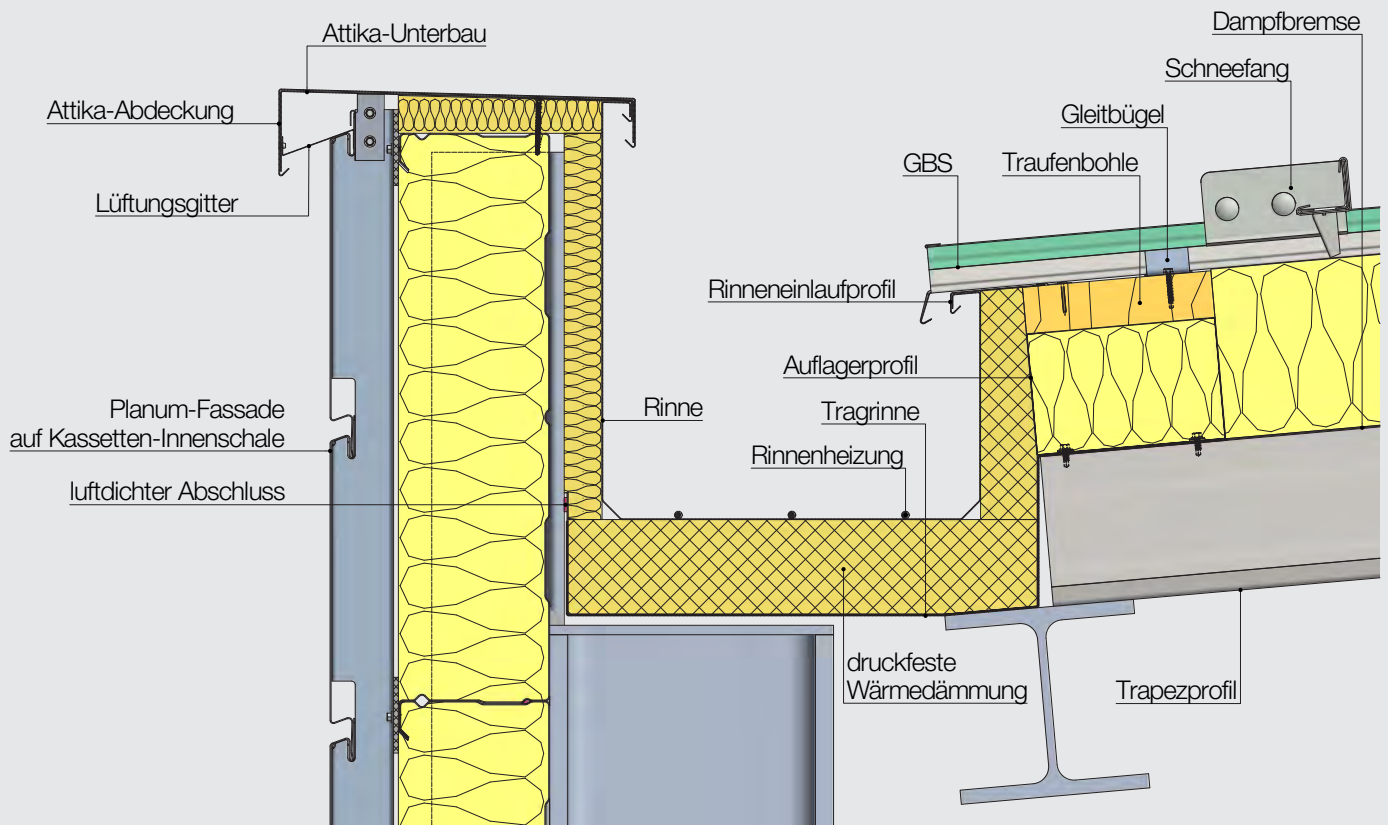 Attika-Unterbau
Attika-Abdeckung
Lüftungsgitter
Planum-Fassade
auf Kassetten-Innenschale
luftdichter Abschluss
Rinne
Dampfbremse
Schneefang
Gleitbügel
GBS
Traufenbohle
Rinneneinlaufprofil
Auflagerprofil
Tragrinne
Rinnenheizung
druckfeste
Wärmedämmung
Trapezprofil